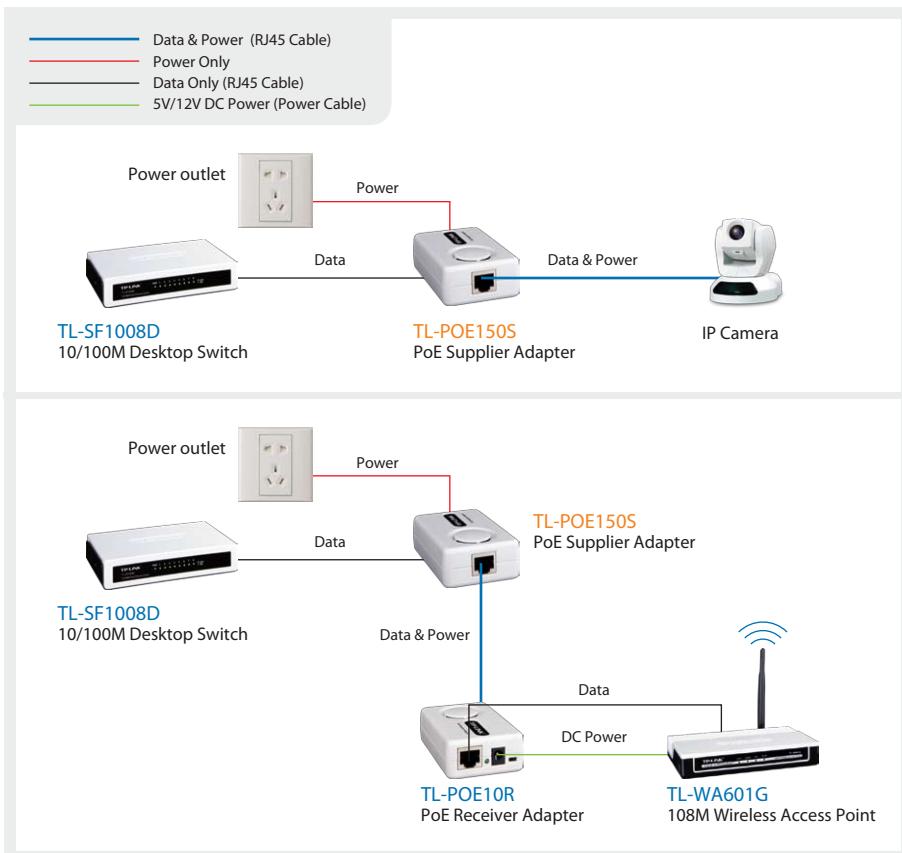 Data & Power (RJ45 Cable)
Power Only
Data Only (RJ45 Cable)
5V/12V DC Power (Power Cable)
Power outlet
Power
Data
Data & Power
TL-SF1008D
10/100M Desktop Switch
TL-POE150S
PoE Supplier Adapter
IP Camera
Power outlet
Power
TL-POE150S
PoE Supplier Adapter
Data
TL-SF1008D
10/100M Desktop Switch
Data & Power
Data
DC Power
TL-POE10R
PoE Receiver Adapter
TL-WA601G
108M Wireless Access Point